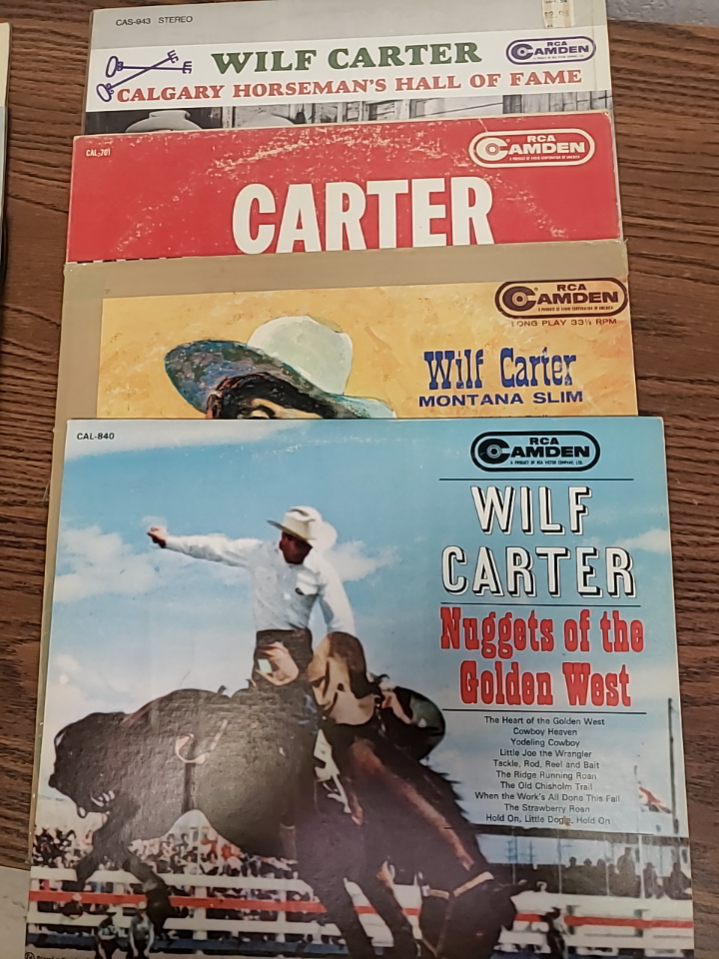 CAS-943 STEREO
WILF CARTER
RCA
CAMDEN
CALGARY HORSEMAN'S HALL OF FAME
CAL-701
RCA
CAMDEN
CARTER
RCA
CAMDEN
LONG PLAY 33⅓ RPM
Wilf Carter
MONTANA SLIM
CAL-840
RCA
CAMDEN
WILF
CARTER
Nuggets of the
Golden West
The Heart of the Golden West
Cowboy Heaven
Yodeling Cowboy
Little Joe the Wrangler
Tackle, Rod, Reel and Bait
The Ridge Running Roan
The Old Chisholm Trail
When the Work's All Done This Fall
The Strawberry Roan
Hold On, Little Dogie, Hold On